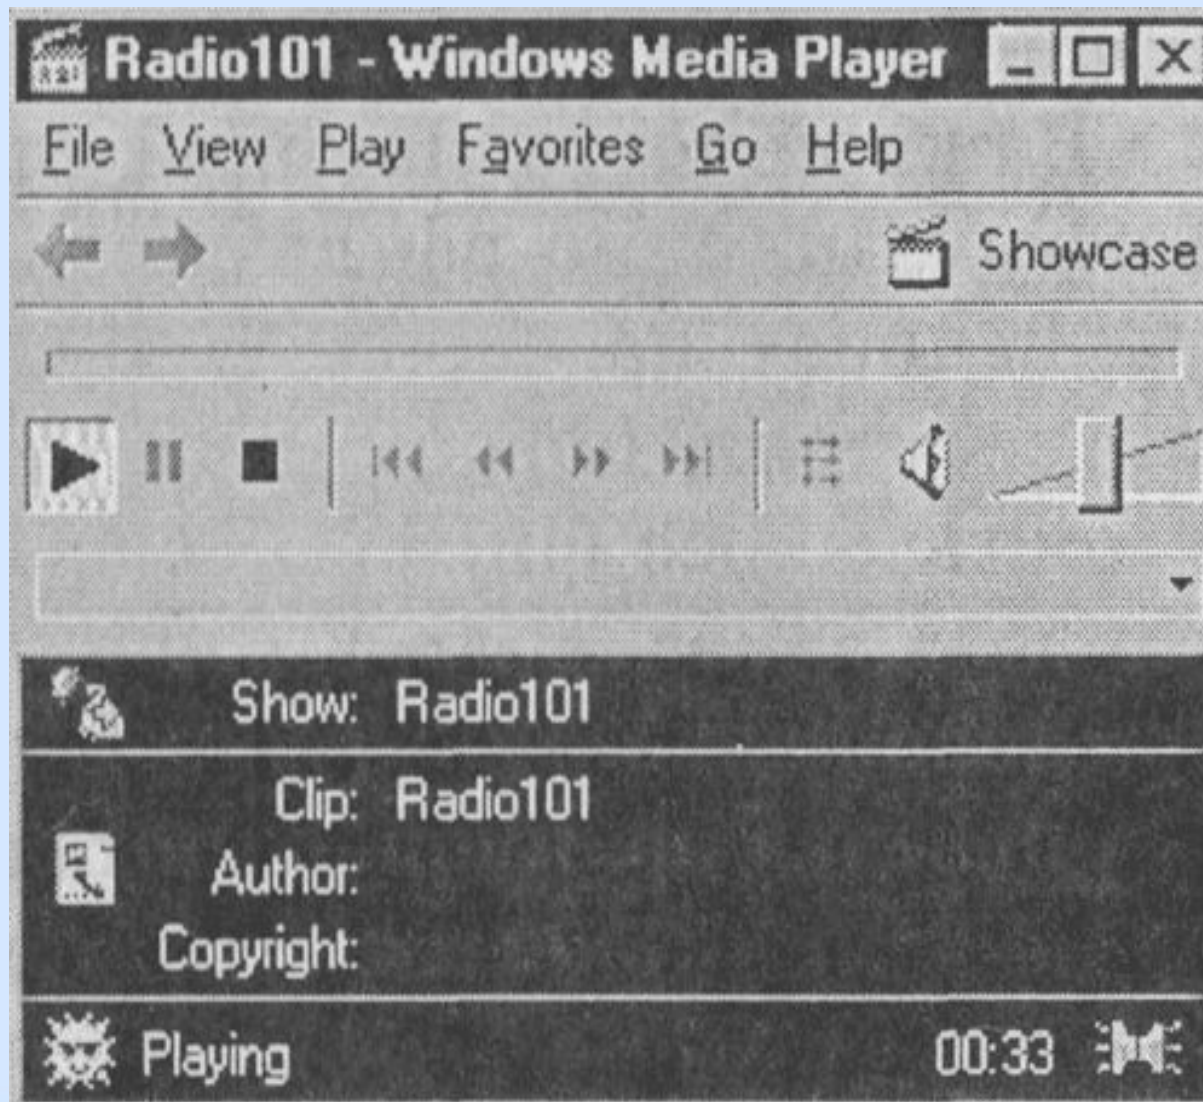 Radio101 - Windows Media Player
File View Play Favorites Go Help
Showcase
Show: Radio101
Clip: Radio101
Author:
Copyright:
Playing 00:33